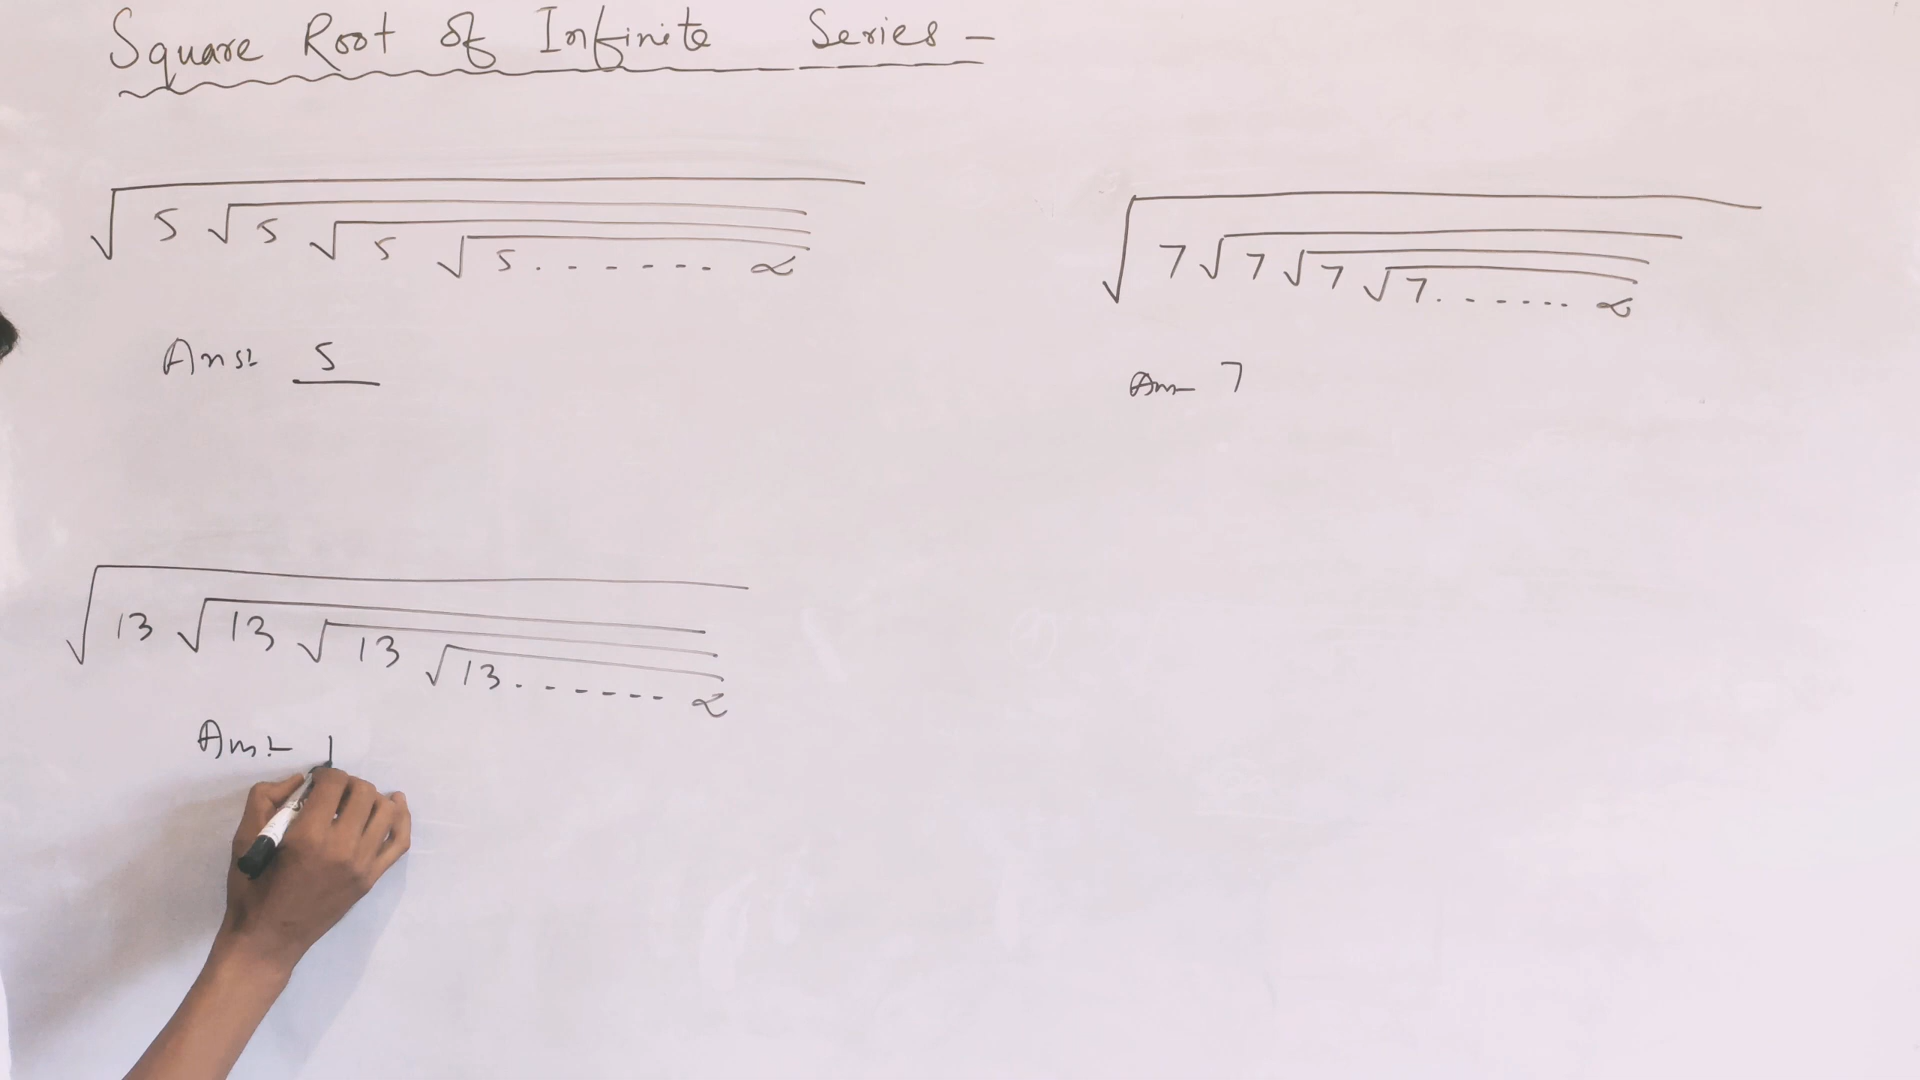 Square Root of Infinite Series -
√5√5√5√5. - - - - - - ∝
Ans: 5
√7√7√7√7. - - - - - - ∝
Ans- 7
√13√13√13√13. - - - - - - ∝
Ans:- 1